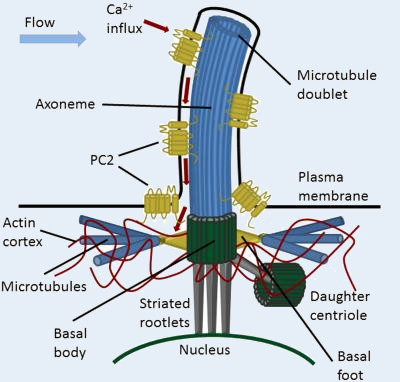 Flow
Ca²⁺
influx
Microtubule
doublet
Axoneme
PC2
Plasma
membrane
Actin
cortex
Microtubules
Striated
rootlets
Daughter
centriole
Basal
body
Nucleus
Basal
foot